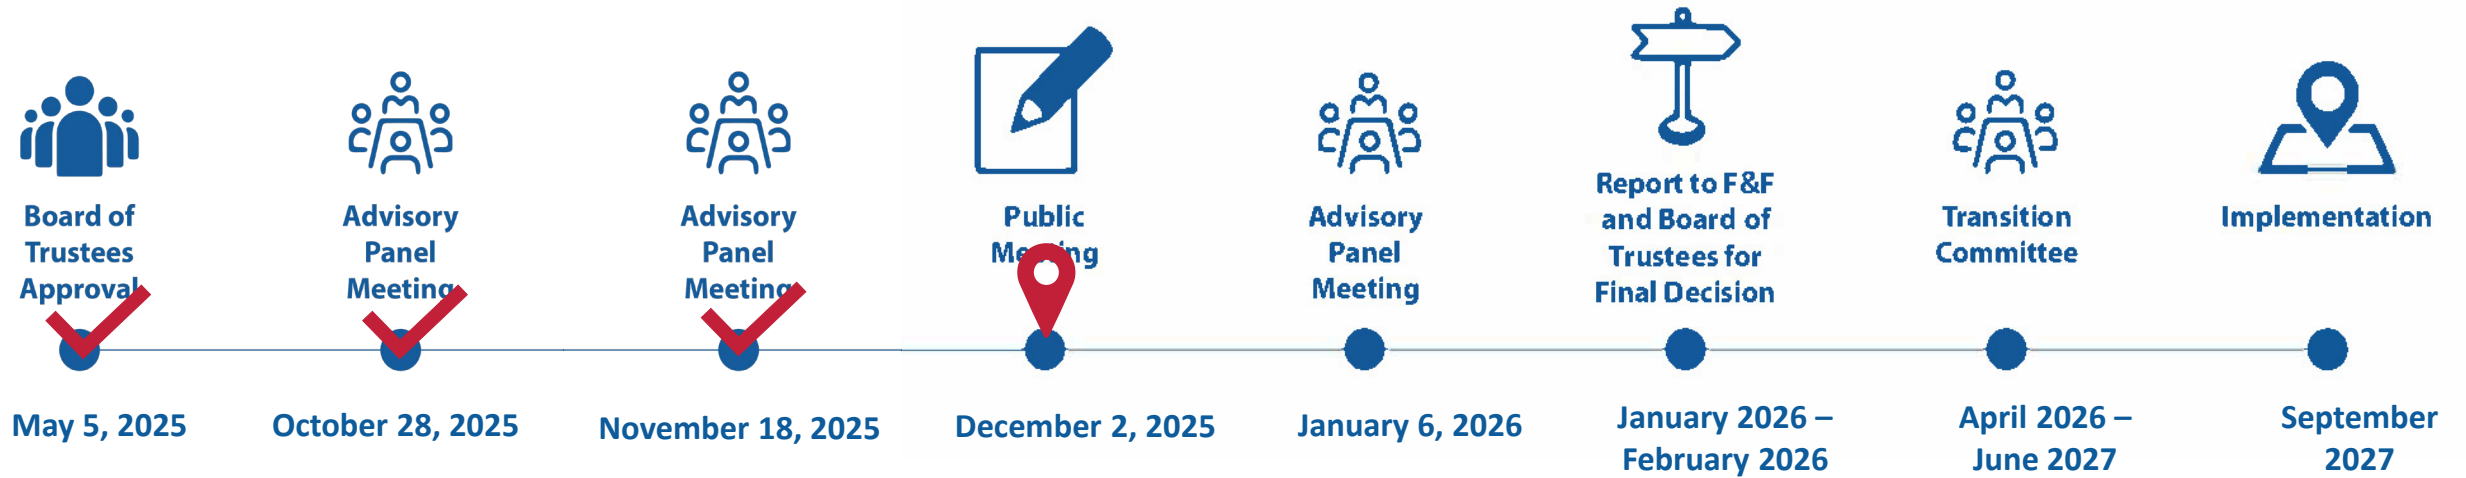 Board of
Trustees
Approval
May 5, 2025
Advisory
Panel
Meeting
October 28, 2025
Advisory
Panel
Meeting
November 18, 2025
Public
Meeting
December 2, 2025
Advisory
Panel
Meeting
January 6, 2026
Report to F&F
and Board of
Trustees for
Final Decision
January 2026 –
February 2026
Transition
Committee
April 2026 –
June 2027
Implementation
September
2027